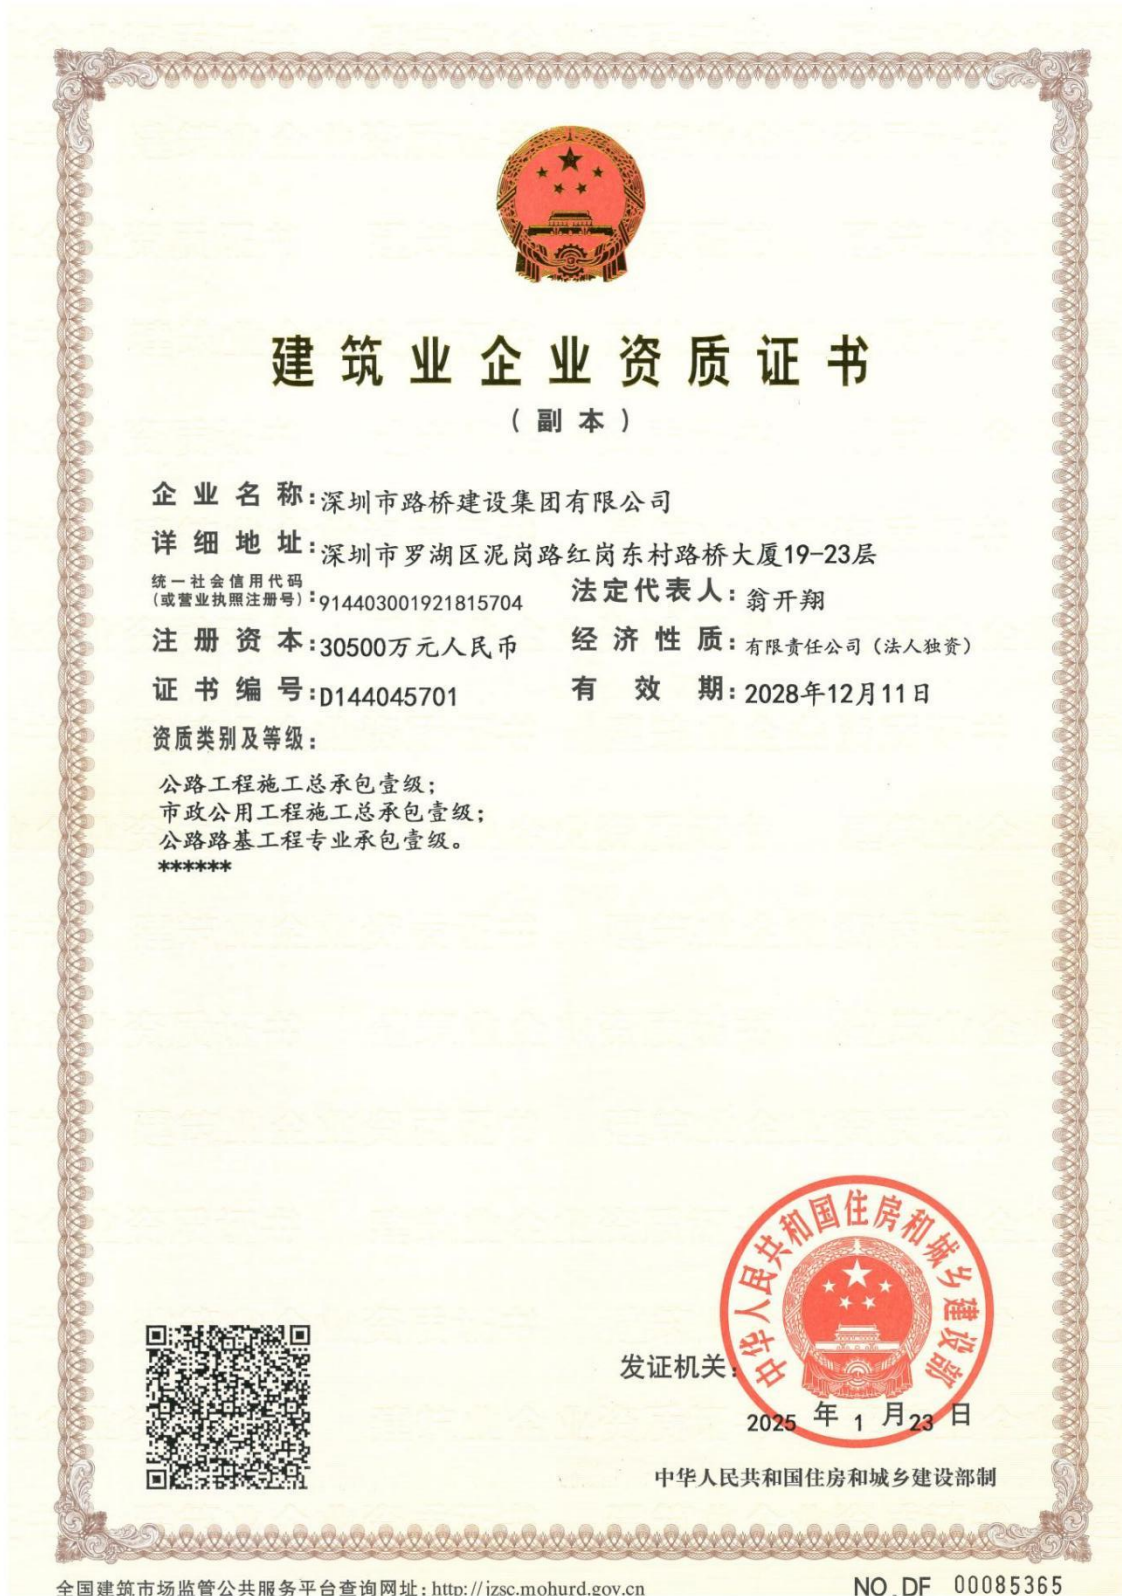 建筑业企业资质证书
（副本）
企业名称：深圳市路桥建设集团有限公司
详细地址：深圳市罗湖区泥岗路红岗东村路桥大厦19-23层
统一社会信用代码
(或营业执照注册号)：914403001921815704 法定代表人：翁开翔
注册资本：30500万元人民币 经济性质：有限责任公司（法人独资）
证书编号：D144045701 有效期：2028年12月11日
资质类别及等级：
公路工程施工总承包壹级；
市政公用工程施工总承包壹级；
公路路基工程专业承包壹级。
******
中华人民共和国住房和城乡建设部
发证机关：
2025年1月23日
中华人民共和国住房和城乡建设部制
全国建筑市场监管公共服务平台查询网址：http://jzsc.mohurd.gov.cn NO.DF 00085365